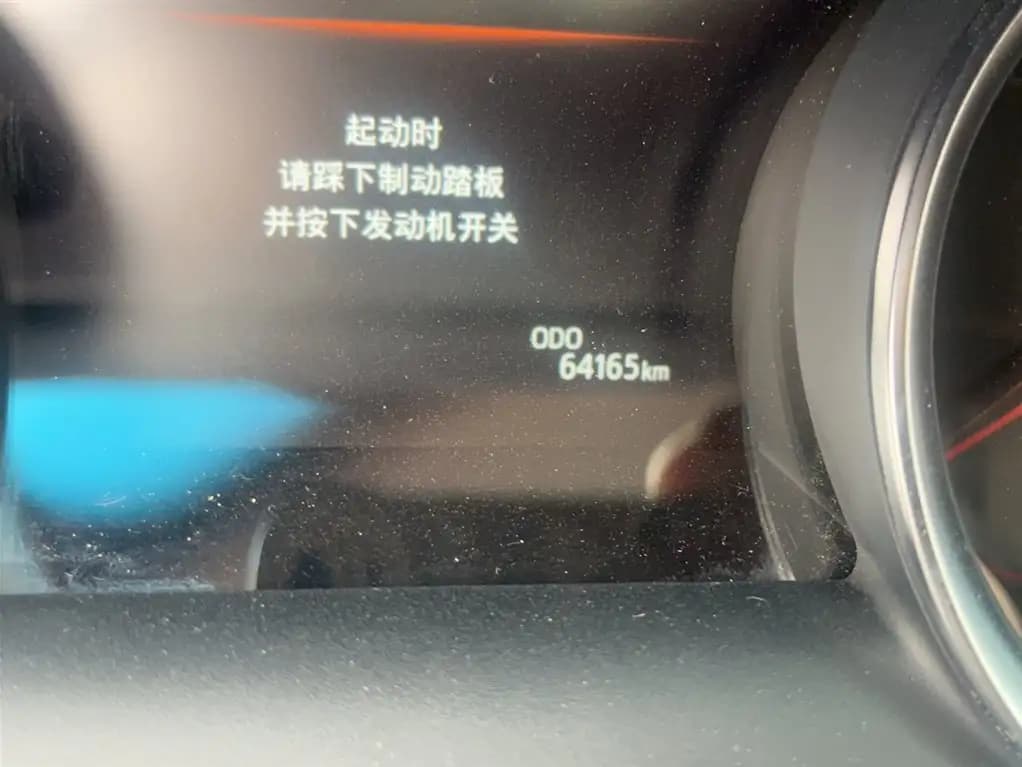 起动时
请踩下制动踏板
并按下发动机开关
ODO
64165km